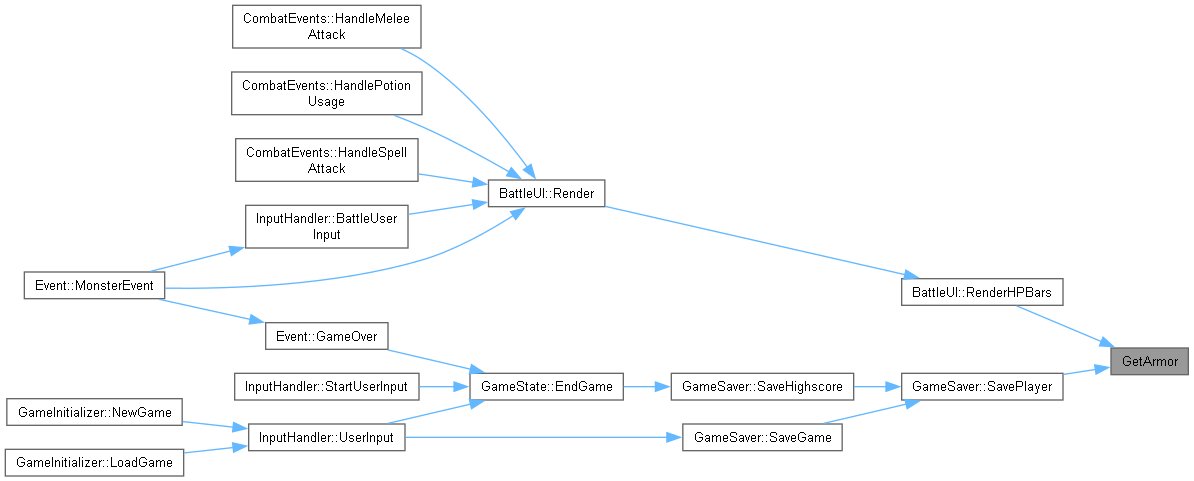 CombatEvents::HandleMelee
Attack
CombatEvents::HandlePotion
Usage
CombatEvents::HandleSpell
Attack
BattleUI::Render
InputHandler::BattleUser
Input
Event::MonsterEvent
BattleUI::RenderHPBars
Event::GameOver
GetArmor
InputHandler::StartUserInput
GameState::EndGame
GameSaver::SaveHighscore
GameSaver::SavePlayer
GameInitializer::NewGame
InputHandler::UserInput
GameSaver::SaveGame
GameInitializer::LoadGame